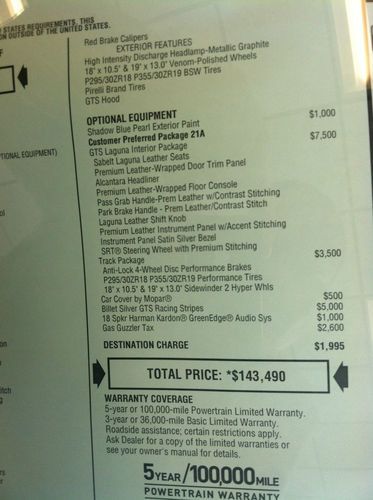 STATES REQUIREMENTS. THIS
ON OUTSIDE OF THE UNITED STATES.
Red Brake Calipers
EXTERIOR FEATURES
High Intensity Discharge Headlamp-Metallic Graphite
18" x 10.5" & 19" x 13.0" Venom-Polished Wheels
P295/30ZR18 P355/30ZR19 BSW Tires
Pirelli Brand Tires
GTS Hood
OPTIONAL EQUIPMENT
Shadow Blue Pearl Exterior Paint $1,000
Customer Preferred Package 21A $7,500
GTS Laguna Interior Package
Sabelt Laguna Leather Seats
Premium Leather-Wrapped Door Trim Panel
Alcantara Headliner
Premium Leather-Wrapped Floor Console
Pass Grab Handle-Prem Leather w/Contrast Stitching
Park Brake Handle - Prem Leather/Contrast Stitch
Laguna Leather Shift Knob
Premium Leather Instrument Panel w/Accent Stitching
Instrument Panel Satin Silver Bezel
SRT® Steering Wheel with Premium Stitching
Track Package $3,500
Anti-Lock 4-Wheel Disc Performance Brakes
P295/30ZR18 P355/30ZR19 Performance Tires
18" x 10.5" & 19" x 13.0" Sidewinder 2 Hyper Whls
Car Cover by Mopar® $500
Billet Silver GTS Racing Stripes $5,000
18 Spkr Harman Kardon® GreenEdge® Audio Sys $1,000
Gas Guzzler Tax $2,600
DESTINATION CHARGE $1,995
TOTAL PRICE: *$143,490
WARRANTY COVERAGE
5-year or 100,000-mile Powertrain Limited Warranty.
3-year or 36,000-mile Basic Limited Warranty.
Roadside assistance; certain restrictions apply.
Ask Dealer for a copy of the limited warranties or
see your owner's manual for details.
5 YEAR/100,000 MILE
POWERTRAIN WARRANTY
TIONAL EQUIPMENT)